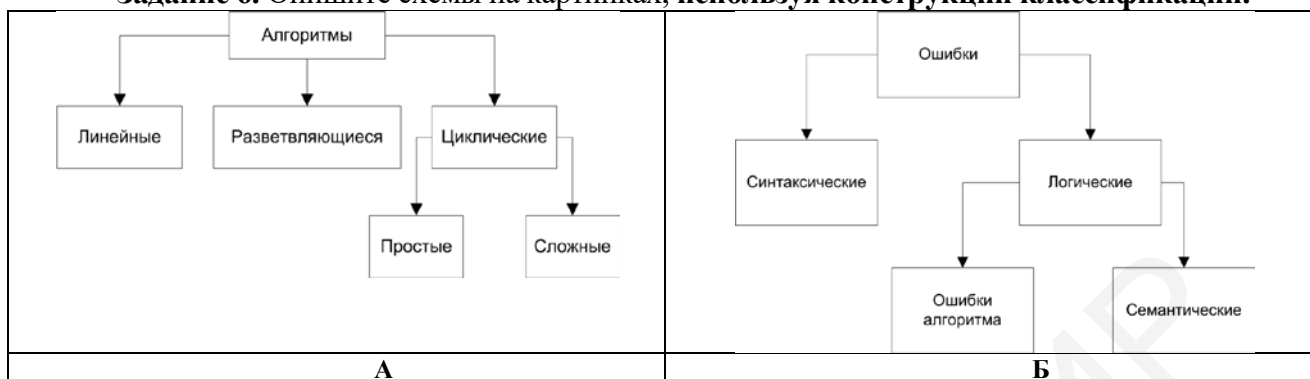 Задание 6. Опишите схемы на картинках, используя конструкции классификации.
Алгоритмы
Линейные
Разветвляющиеся
Циклические
Простые
Сложные
Ошибки
Синтаксические
Логические
Ошибки
алгоритма
Семантические
А
Б